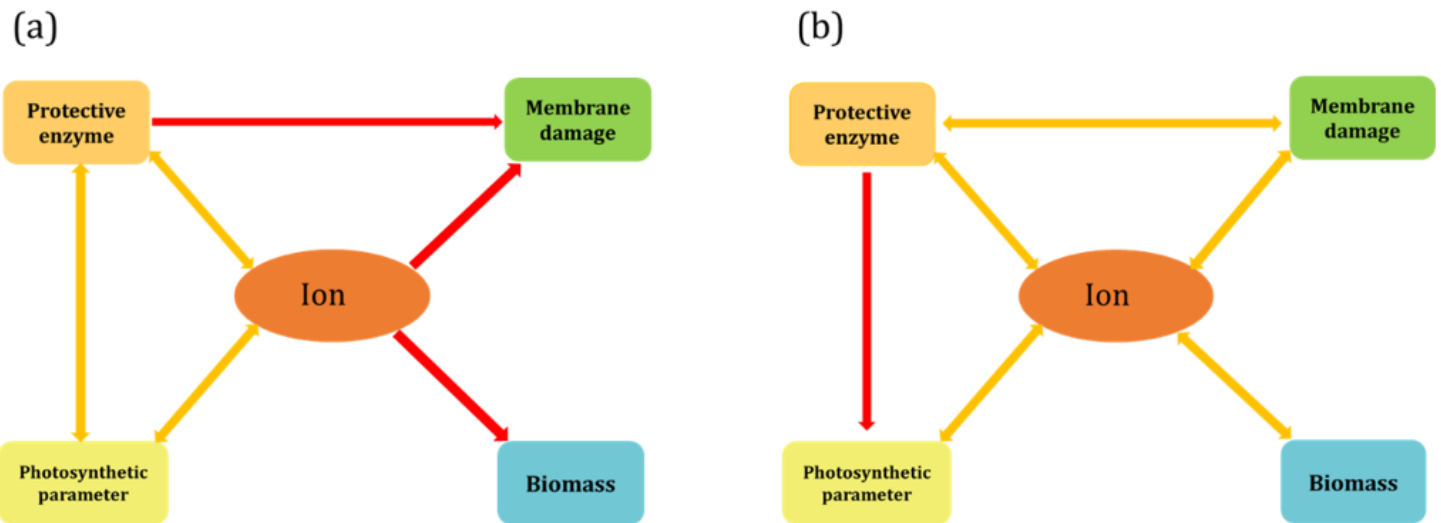 (a)
Protective
enzyme
Membrane
damage
Ion
Photosynthetic
parameter
Biomass
(b)
Protective
enzyme
Membrane
damage
Ion
Photosynthetic
parameter
Biomass